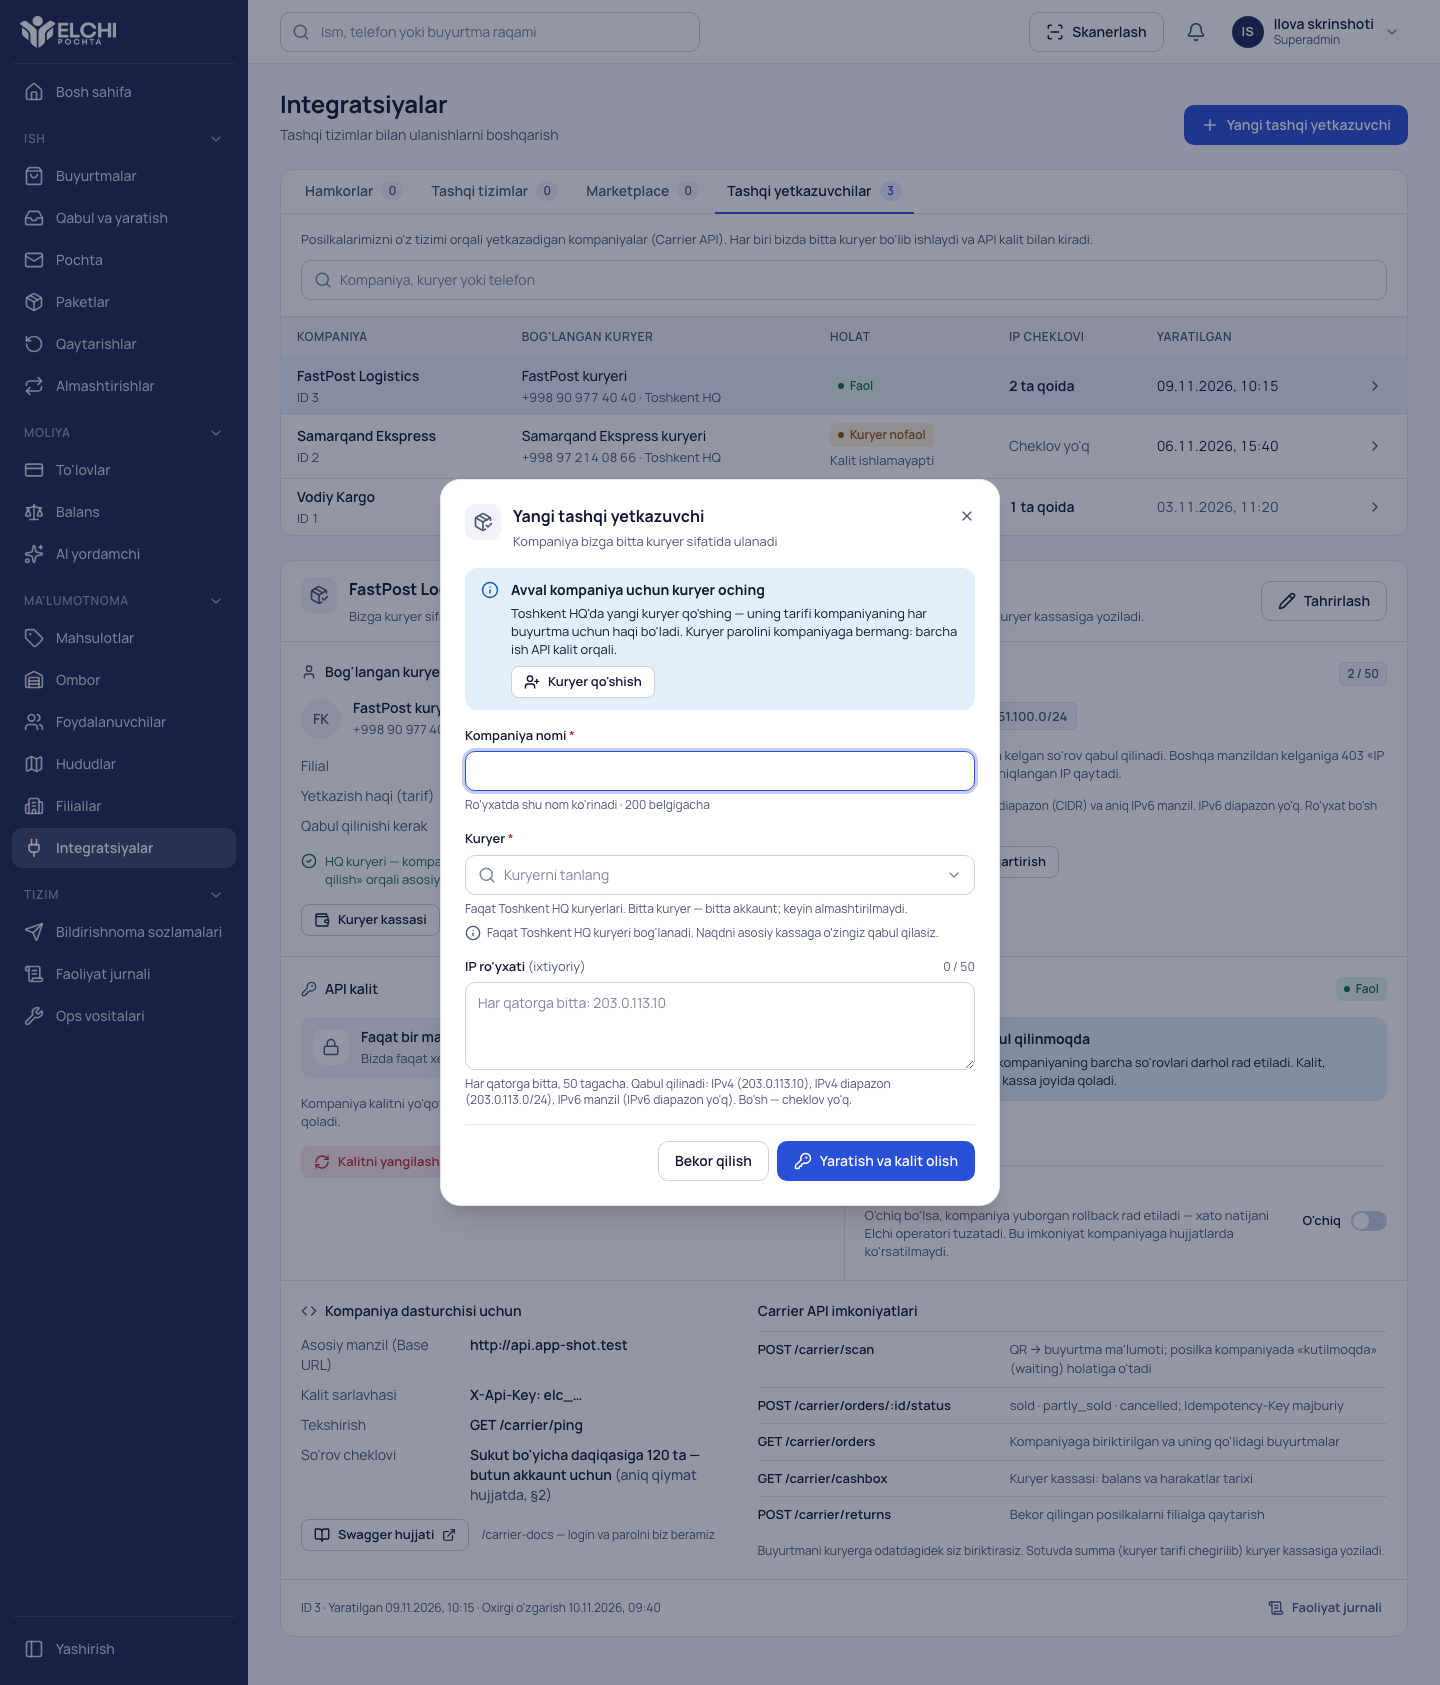 ELCHI
POCHTA
Bosh sahifa
ISH
Buyurtmalar
Qabul va yaratish
Pochta
Paketlar
Qaytarishlar
Almashtirishlar
MOLIYA
To'lovlar
Balans
AI yordamchi
MA'LUMOTNOMA
Mahsulotlar
Ombor
Foydalanuvchilar
Hududlar
Filiallar
Integratsiyalar
TIZIM
Bildirishnoma sozlamalari
Faoliyat jurnali
Ops vositalari
Yashirish
Ism, telefon yoki buyurtma raqami
Skanerlash
IS
Ilova skrinshoti
Superadmin
Integratsiyalar
Tashqi tizimlar bilan ulanishlarni boshqarish
Yangi tashqi yetkazuvchi
Hamkorlar 0
Tashqi tizimlar 0
Marketplace 0
Tashqi yetkazuvchilar 3
Posilkalarimizni o'z tizimi orqali yetkazadigan kompaniyalar (Carrier API). Har biri bizda bitta kuryer bo'lib ishlaydi va API kalit bilan kiradi.
Kompaniya, kuryer yoki telefon
KOMPANIYA BOG'LANGAN KURYER HOLAT IP CHEKLOVI YARATILGAN
FastPost Logistics FastPost kuryeri Faol 2 ta qoida 09.11.2026, 10:15
ID 3 +998 90 977 40 40 · Toshkent HQ
Samarqand Ekspress Samarqand Ekspress kuryeri Kuryer nofaol Cheklov yo'q 06.11.2026, 15:40
ID 2 +998 97 214 08 66 · Toshkent HQ Kalit ishlamayapti
Vodiy Kargo 1 ta qoida 03.11.2026, 11:20
ID 1
Yangi tashqi yetkazuvchi
Kompaniya bizga bitta kuryer sifatida ulanadi
Avval kompaniya uchun kuryer oching
Toshkent HQ'da yangi kuryer qo'shing — uning tarifi kompaniyaning har
buyurtma uchun haqi bo'ladi. Kuryer parolini kompaniyaga bermang: barcha
ish API kalit orqali.
Kuryer qo'shish
Kompaniya nomi *
Ro'yxatda shu nom ko'rinadi · 200 belgigacha
Kuryer *
Kuryerni tanlang
Faqat Toshkent HQ kuryerlari. Bitta kuryer — bitta akkaunt; keyin almashtirilmaydi.
Faqat Toshkent HQ kuryeri bog'lanadi. Naqdni asosiy kassaga o'zingiz qabul qilasiz.
IP ro'yxati (ixtiyoriy) 0 / 50
Har qatorga bitta: 203.0.113.10
Har qatorga bitta, 50 tagacha. Qabul qilinadi: IPv4 (203.0.113.10), IPv4 diapazon
(203.0.113.0/24), IPv6 manzil (IPv6 diapazon yo'q). Bo'sh — cheklov yo'q.
Bekor qilish
Yaratish va kalit olish
FastPost
Bizga kuryer
kuryer kassasiga yoziladi.
Tahrirlash
Bog'langan
FK
FastPost
+998 90 977
Filial
Yetkazish haqi (tarif)
Qabul qilinishi kerak
HQ kuryeri —
qilish» orqali
Kuryer kassasi
2 / 50
61.100.0/24
kelgan so'rov qabul qilinadi. Boshqa manzildan kelganiga 403 «IP
IP qaytadi.
diapazon (CIDR) va aniq IPv6 manzil. IPv6 diapazon yo'q. Ro'yxat bo'sh
API kalit
Faqat bir
Bizda faqat
Kompaniya kalitni
qoladi.
Kalitni yangilash
Faol
qilinmoqda
kompaniyaning barcha so'rovlari darhol rad etiladi. Kalit,
kassa joyida qoladi.
O'chiq bo'lsa, kompaniya yuborgan rollback rad etiladi — xato natijani
Elchi operatori tuzatadi. Bu imkoniyat kompaniyaga hujjatlarda
ko'rsatilmaydi.
O'chiq
Kompaniya dasturchisi uchun
Asosiy manzil (Base http://api.app-shot.test
URL)
Kalit sarlavhasi X-Api-Key: elc_...
Tekshirish GET /carrier/ping
So'rov cheklovi Sukut bo'yicha daqiqasiga 120 ta —
butun akkaunt uchun (aniq qiymat
hujjatda, §2)
Swagger hujjati /carrier-docs — login va parolni biz beramiz
Carrier API imkoniyatlari
POST /carrier/scan QR → buyurtma ma'lumoti; posilka kompaniyada «kutilmoqda»
(waiting) holatiga o'tadi
POST /carrier/orders/:id/status sold · partly_sold · cancelled; Idempotency-Key majburiy
GET /carrier/orders Kompaniyaga biriktirilgan va uning qo'lidagi buyurtmalar
GET /carrier/cashbox Kuryer kassasi: balans va harakatlar tarixi
POST /carrier/returns Bekor qilingan posilkalarni filialga qaytarish
Buyurtmani kuryerga odatdagidek siz biriktirasiz. Sotuvda summa (kuryer tarifi chegirilib) kuryer kassasiga yoziladi.
ID 3 · Yaratilgan 09.11.2026, 10:15 · Oxirgi o'zgarish 10.11.2026, 09:40
Faoliyat jurnali